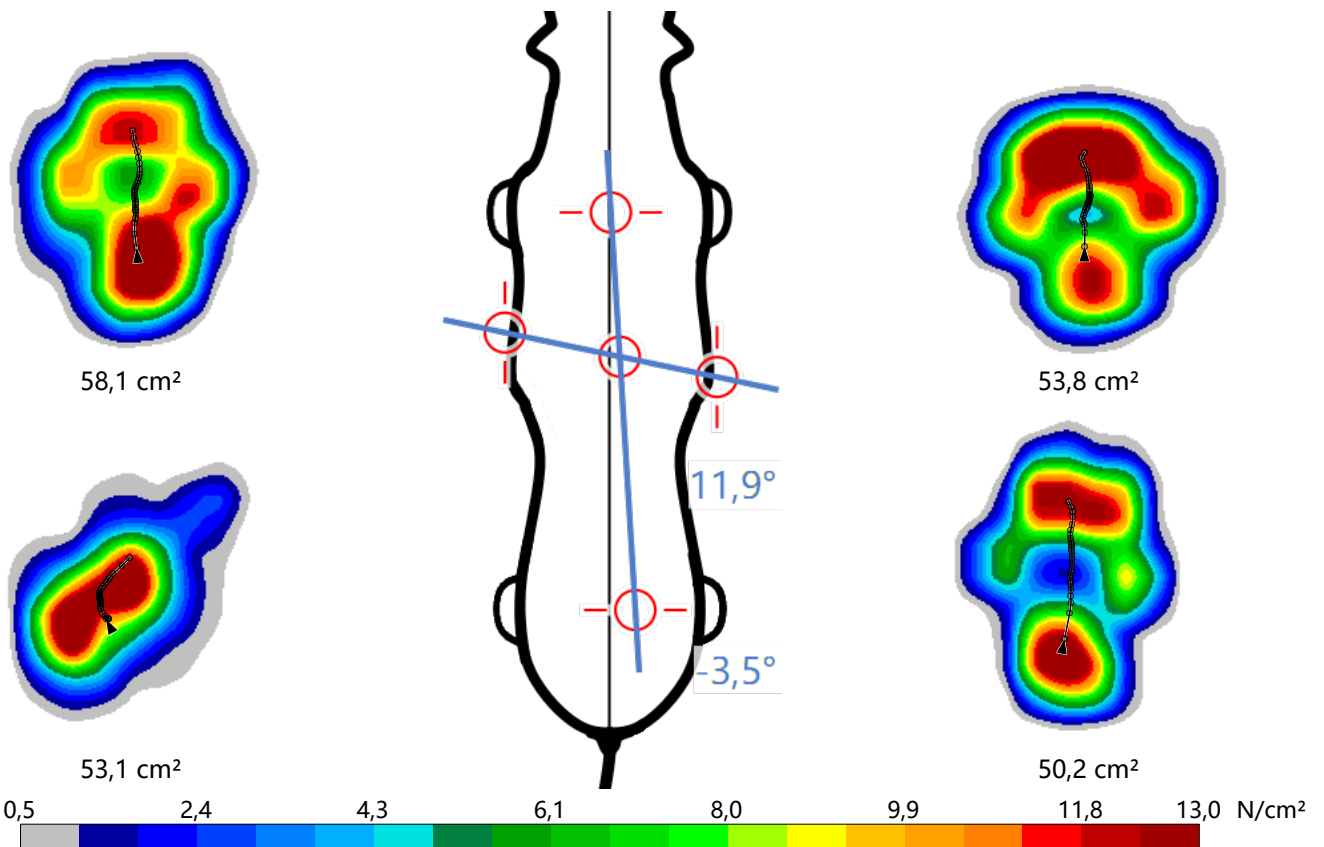 58,1 cm²
53,8 cm²
11,9°
-3,5°
53,1 cm²
50,2 cm²
0,5 2,4 4,3 6,1 8,0 9,9 11,8 13,0 N/cm²